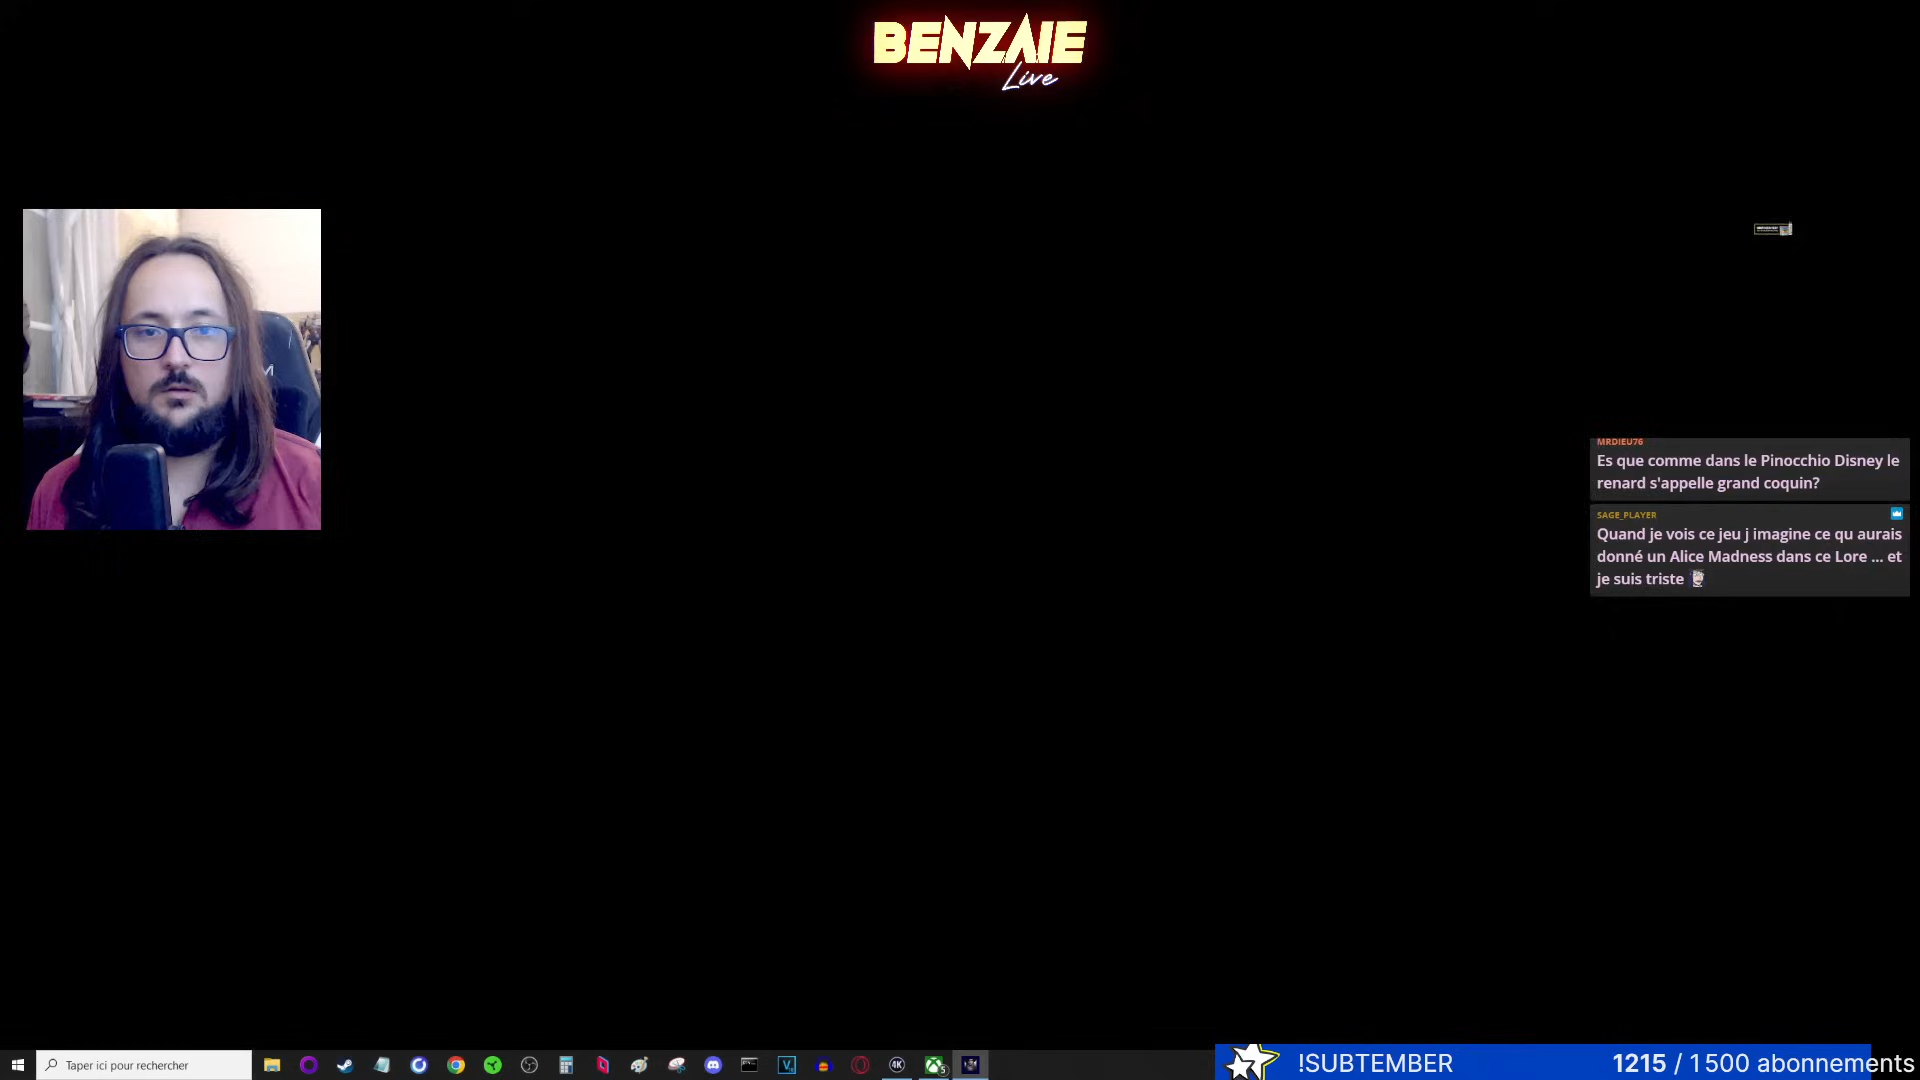 BENZAIE
Live
MRDIEU76
Es que comme dans le Pinocchio Disney le
renard s'appelle grand coquin?
SAGE_PLAYER
Quand je vois ce jeu j imagine ce qu aurais
donné un Alice Madness dans ce Lore ... et
je suis triste
Taper ici pour rechercher
4K
5
!SUBTEMBER
1215 / 1500 abonnements